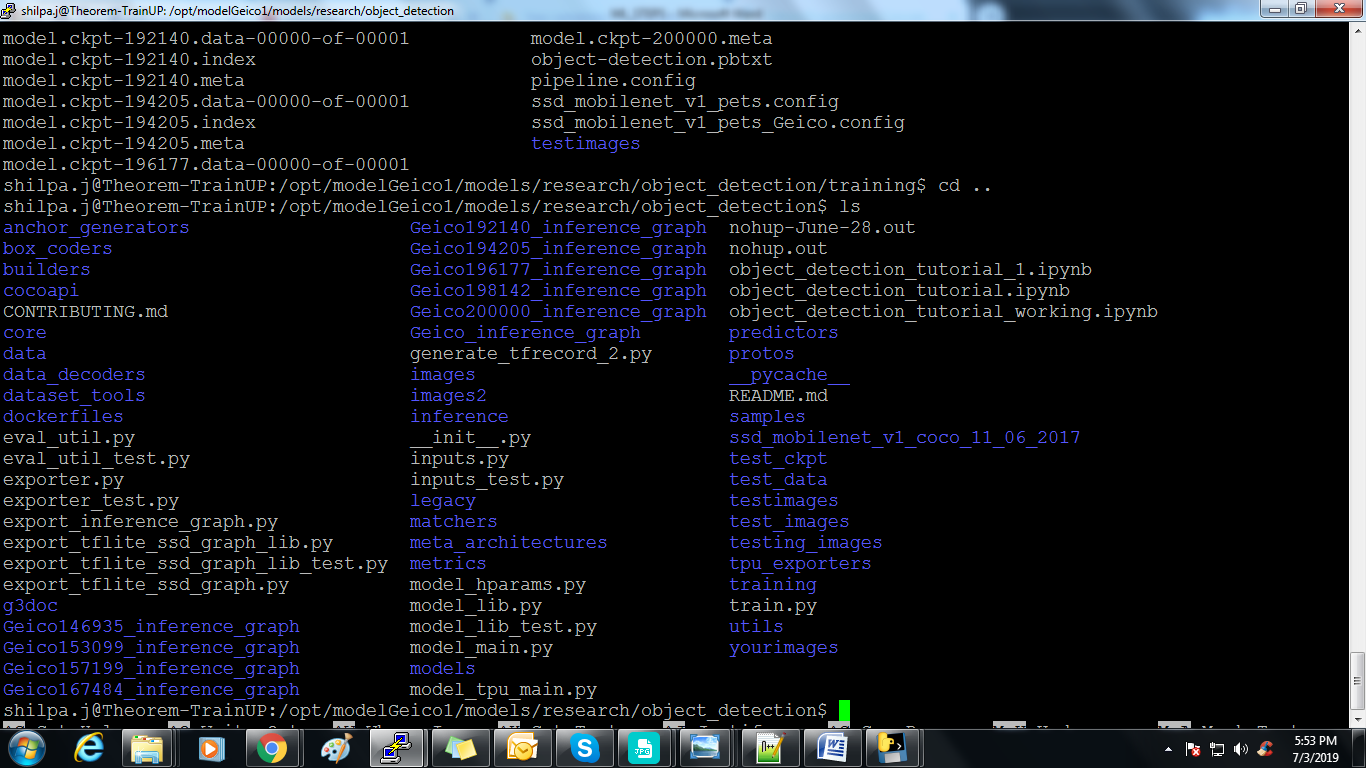 shilpa.j@Theorem-TrainUP: /opt/modelGeico1/models/research/object_detection
model.ckpt-192140.data-00000-of-00001 model.ckpt-200000.meta
model.ckpt-192140.index object-detection.pbtxt
model.ckpt-192140.meta pipeline.config
model.ckpt-194205.data-00000-of-00001 ssd_mobilenet_v1_pets.config
model.ckpt-194205.index ssd_mobilenet_v1_pets_Geico.config
model.ckpt-194205.meta testimages
model.ckpt-196177.data-00000-of-00001
shilpa.j@Theorem-TrainUP:/opt/modelGeico1/models/research/object_detection/training$ cd ..
shilpa.j@Theorem-TrainUP:/opt/modelGeico1/models/research/object_detection$ ls
anchor_generators Geico192140_inference_graph nohup-June-28.out
box_coders Geico194205_inference_graph nohup.out
builders Geico196177_inference_graph object_detection_tutorial_1.ipynb
cocoapi Geico198142_inference_graph object_detection_tutorial.ipynb
CONTRIBUTING.md Geico200000_inference_graph object_detection_tutorial_working.ipynb
core Geico_inference_graph predictors
data generate_tfrecord_2.py protos
data_decoders images __pycache__
dataset_tools images2 README.md
dockerfiles inference samples
eval_util.py __init__.py ssd_mobilenet_v1_coco_11_06_2017
eval_util_test.py inputs.py test_ckpt
exporter.py inputs_test.py test_data
exporter_test.py legacy testimages
export_inference_graph.py matchers test_images
export_tflite_ssd_graph_lib.py meta_architectures testing_images
export_tflite_ssd_graph_lib_test.py metrics tpu_exporters
export_tflite_ssd_graph.py model_hparams.py training
g3doc model_lib.py train.py
Geico146935_inference_graph model_lib_test.py utils
Geico153099_inference_graph model_main.py yourimages
Geico157199_inference_graph models
Geico167484_inference_graph model_tpu_main.py
shilpa.j@Theorem-TrainUP:/opt/modelGeico1/models/research/object_detection$
JPG
5:53 PM
7/3/2019